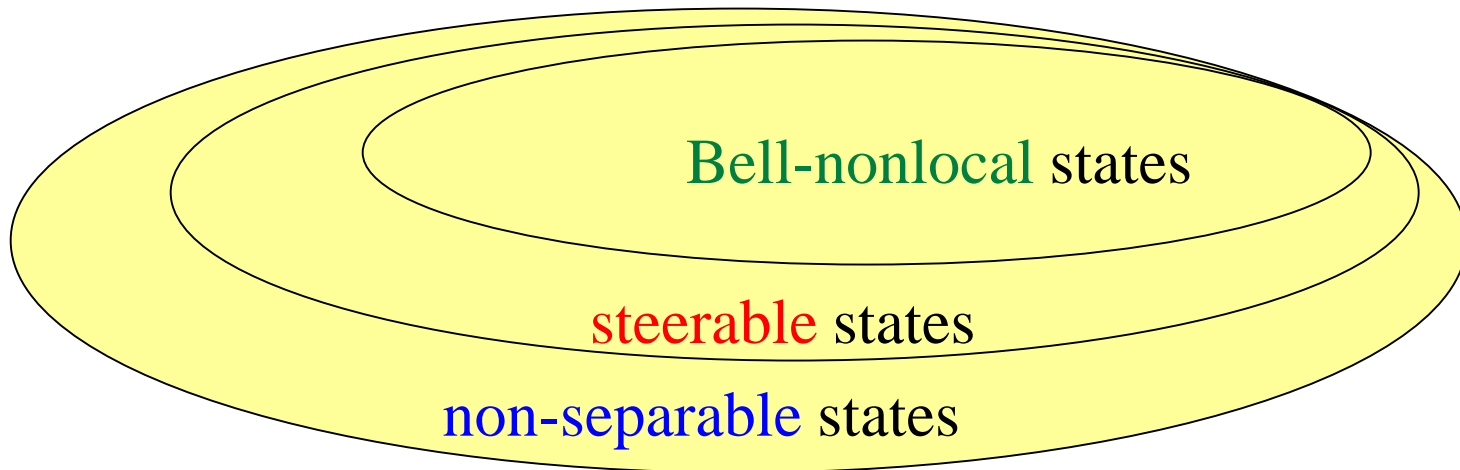 Bell-nonlocal states
steerable states
non-separable states